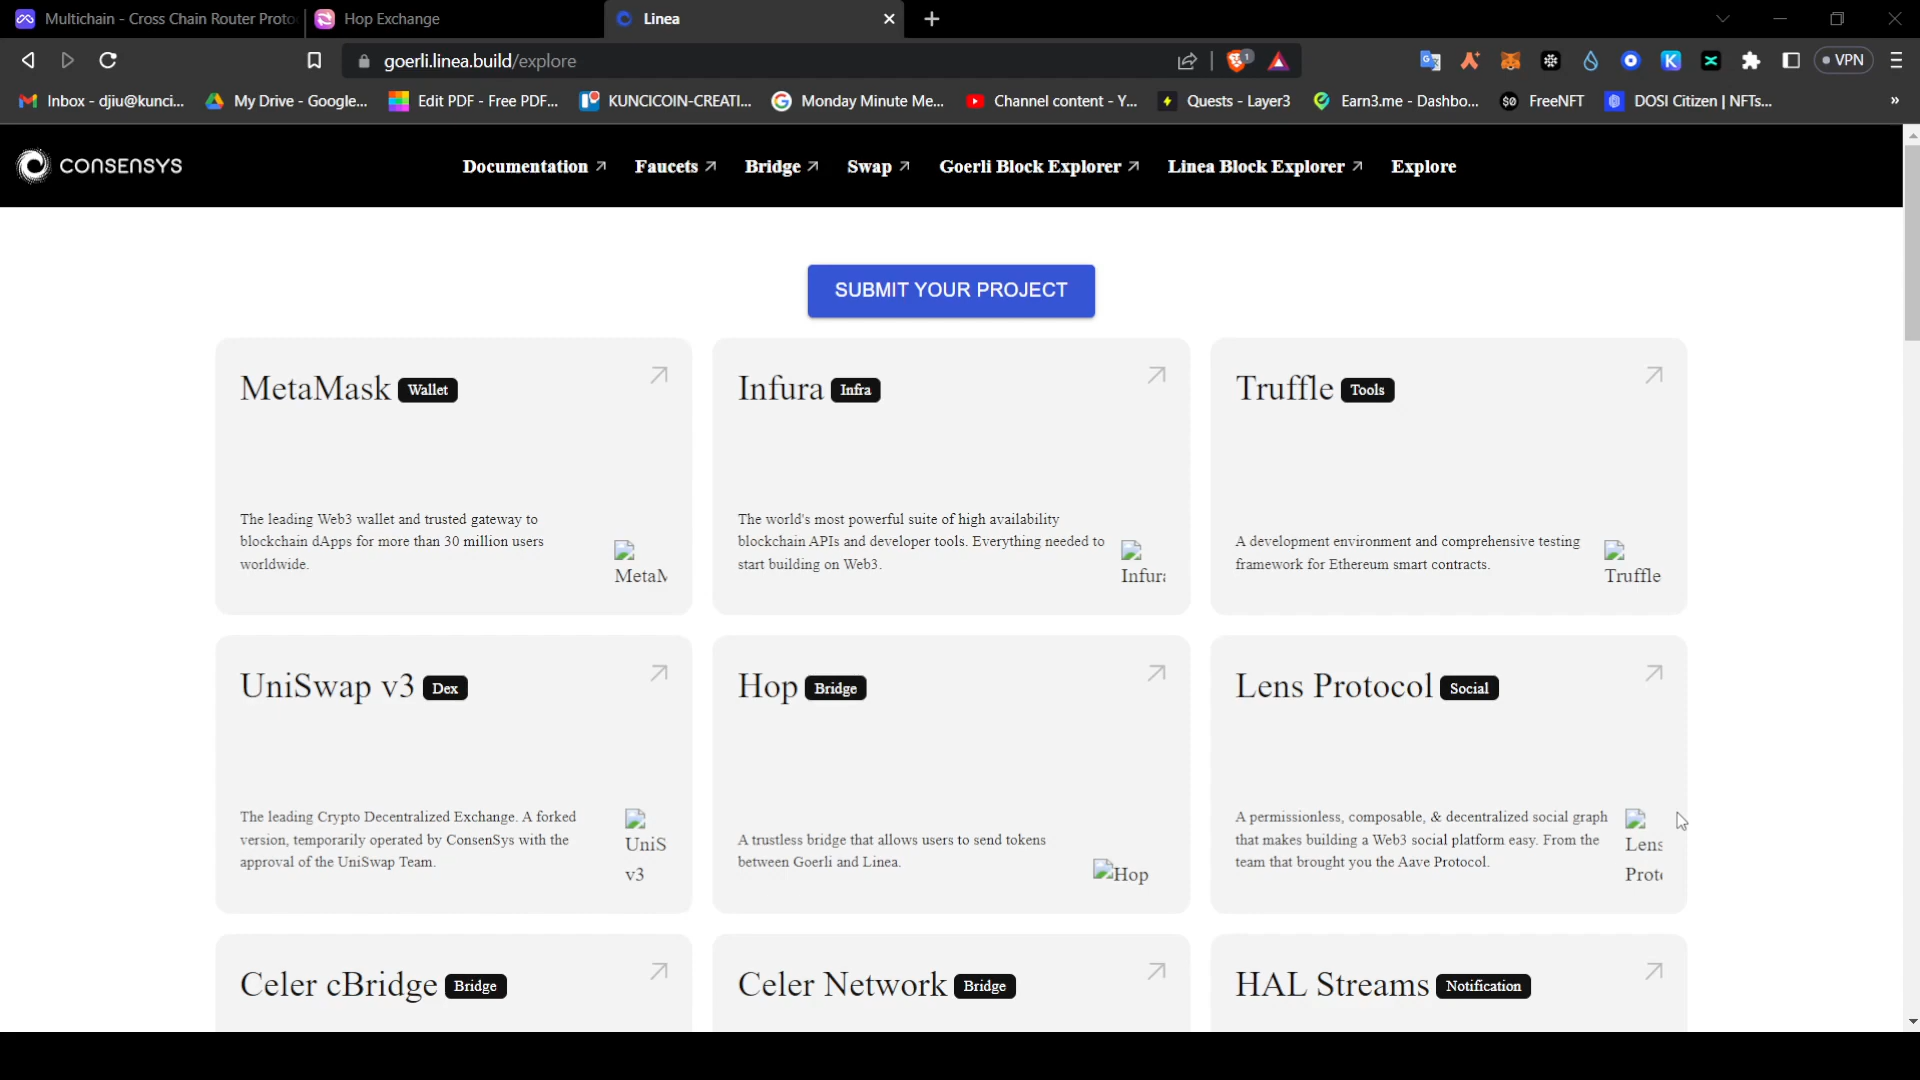 Multichain - Cross Chain Router Proto
Hop Exchange
Linea
goerli.linea.build/explore
1
VPN
Inbox - djiu@kunci...
My Drive - Google...
Edit PDF - Free PDF...
KUNCICOIN-CREATI...
Monday Minute Me...
Channel content - Y...
Quests - Layer3
Earn3.me - Dashbo...
FreeNFT
DOSI Citizen | NFTs...
CONSENSYS
Documentation
Faucets
Bridge
Swap
Goerli Block Explorer
Linea Block Explorer
Explore
SUBMIT YOUR PROJECT
MetaMask Wallet
The leading Web3 wallet and trusted gateway to
blockchain dApps for more than 30 million users
worldwide.
MetaM
Infura Infra
The world's most powerful suite of high availability
blockchain APIs and developer tools. Everything needed to
start building on Web3.
Infura
Truffle Tools
A development environment and comprehensive testing
framework for Ethereum smart contracts.
Truffle
UniSwap v3 Dex
The leading Crypto Decentralized Exchange. A forked
version, temporarily operated by ConsenSys with the
approval of the UniSwap Team.
UniS
v3
Hop Bridge
A trustless bridge that allows users to send tokens
between Goerli and Linea.
Hop
Lens Protocol Social
A permissionless, composable, & decentralized social graph
that makes building a Web3 social platform easy. From the
team that brought you the Aave Protocol.
Lens
Proto
Celer cBridge Bridge
Celer Network Bridge
HAL Streams Notification